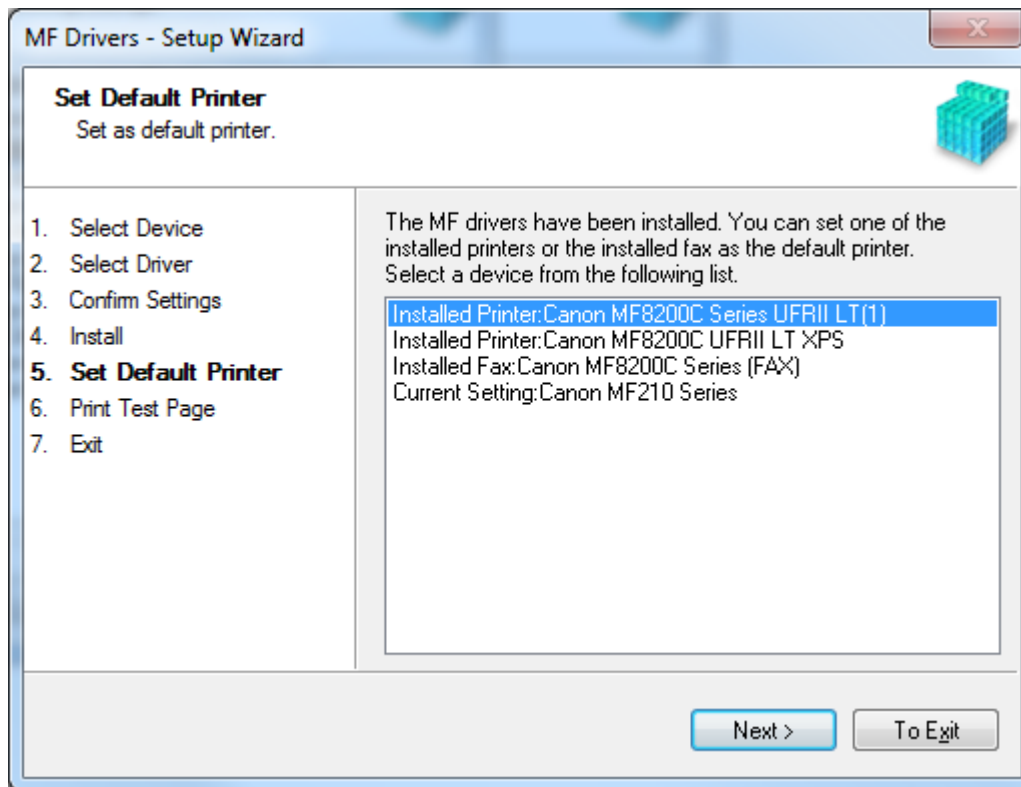 MF Drivers - Setup Wizard
Set Default Printer
Set as default printer.
1. Select Device
2. Select Driver
3. Confirm Settings
4. Install
5. Set Default Printer
6. Print Test Page
7. Exit
The MF drivers have been installed. You can set one of the
installed printers or the installed fax as the default printer.
Select a device from the following list.
Installed Printer:Canon MF8200C Series UFRII LT(1)
Installed Printer:Canon MF8200C UFRII LT XPS
Installed Fax:Canon MF8200C Series (FAX)
Current Setting:Canon MF210 Series
Next >
To Exit